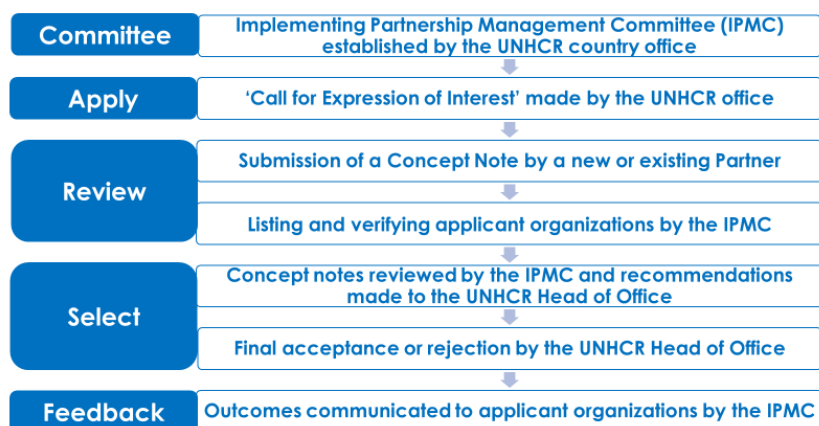 Committee
Implementing Partnership Management Committee (IPMC)
established by the UNHCR country office
Apply
‘Call for Expression of Interest’ made by the UNHCR office
Review
Submission of a Concept Note by a new or existing Partner
Listing and verifying applicant organizations by the IPMC
Select
Concept notes reviewed by the IPMC and recommendations
made to the UNHCR Head of Office
Final acceptance or rejection by the UNHCR Head of Office
Feedback
Outcomes communicated to applicant organizations by the IPMC